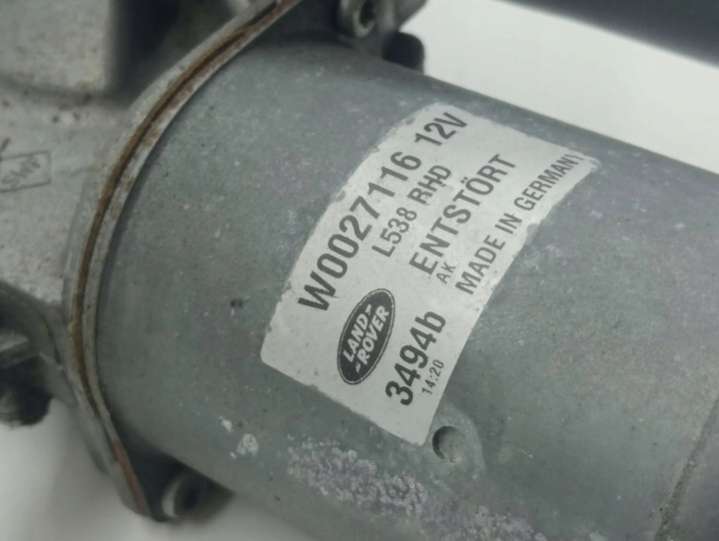 W0027116 12V
L538 RHD
ENTSTÖRT
AK
MADE IN GERMANY
LAND
ROVER
3494b
14:20